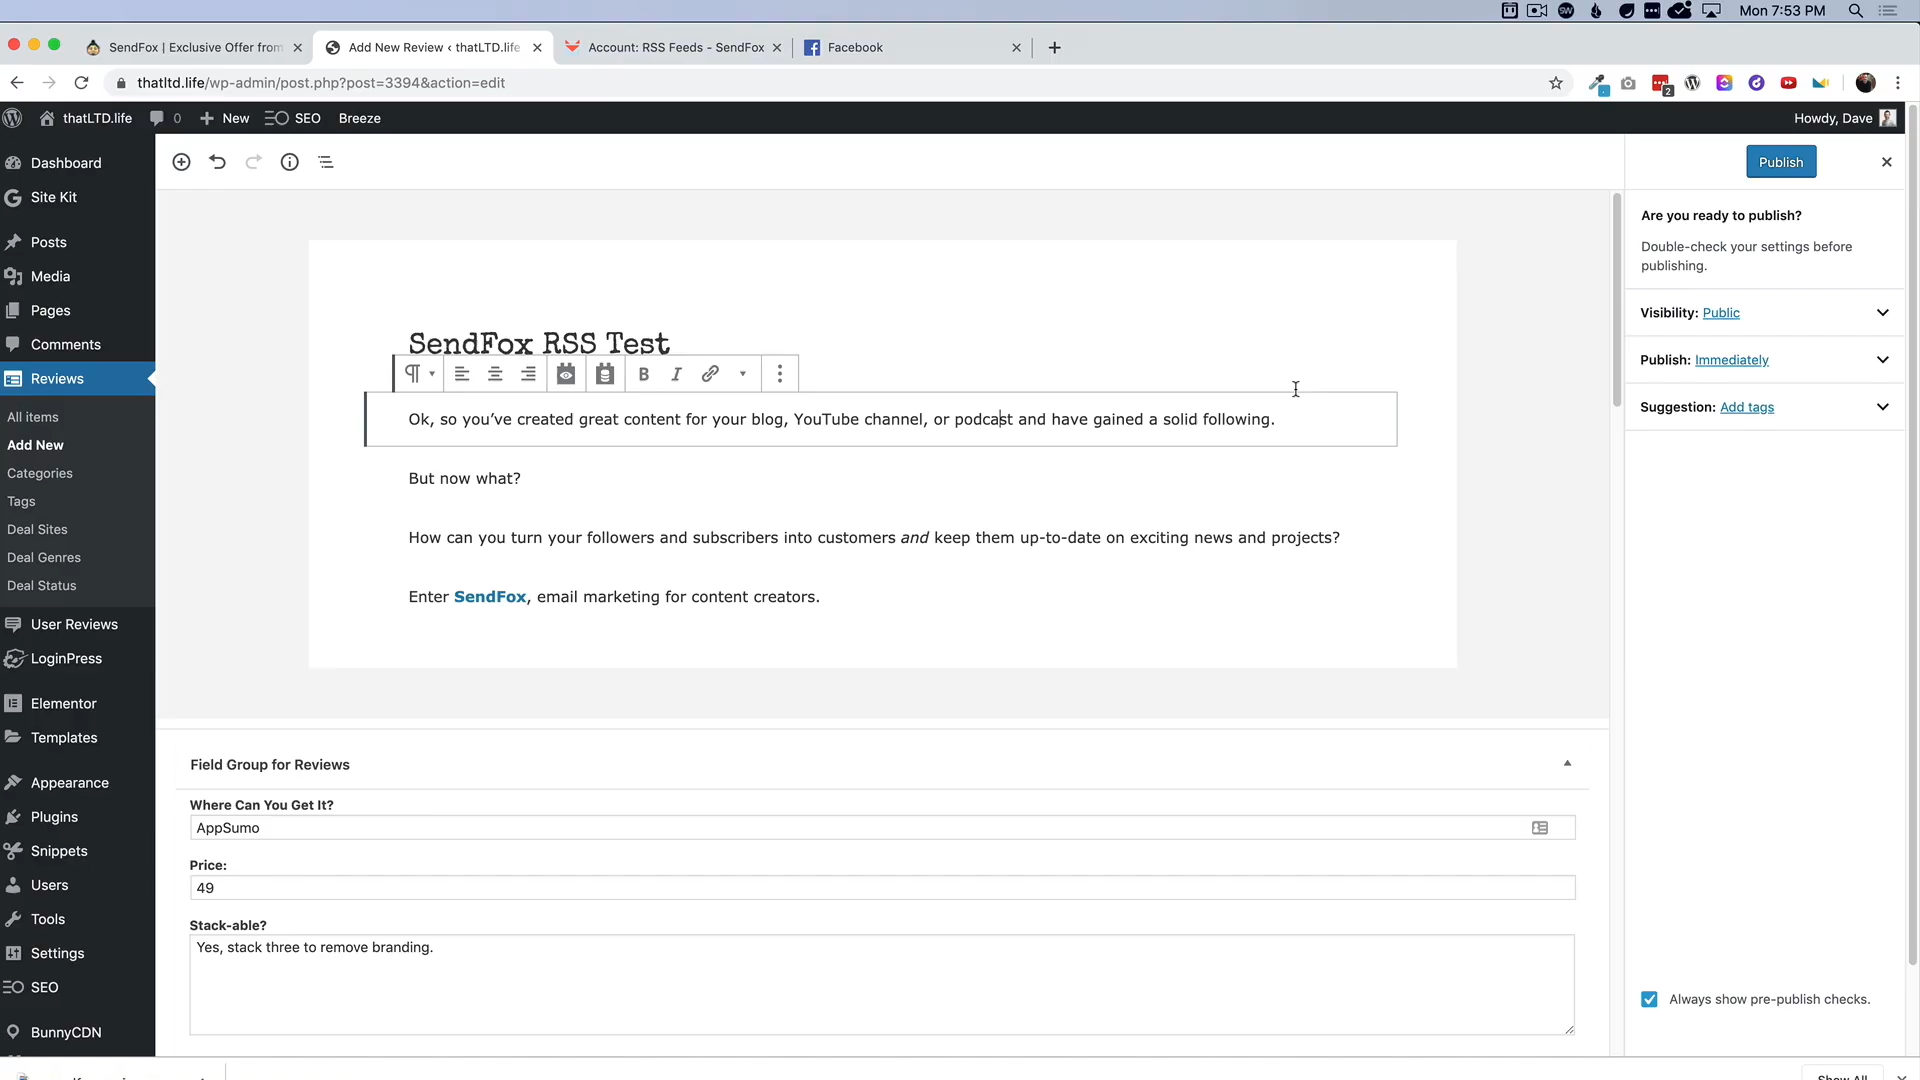 Mon 7:53 PM
SendFox | Exclusive Offer from
Add New Review ‹ thatLTD.life
Account: RSS Feeds - SendFox
Facebook
thatltd.life/wp-admin/post.php?post=3394&action=edit
2
thatLTD.life
0
New
SEO
Breeze
Howdy, Dave
Dashboard
Site Kit
Posts
Media
Pages
Comments
Reviews
All items
Add New
Categories
Tags
Deal Sites
Deal Genres
Deal Status
User Reviews
LoginPress
Elementor
Templates
Appearance
Plugins
Snippets
Users
Tools
Settings
SEO
BunnyCDN
SendFox RSS Test
B I
Ok, so you’ve created great content for your blog, YouTube channel, or podcast and have gained a solid following.
But now what?
How can you turn your followers and subscribers into customers and keep them up-to-date on exciting news and projects?
Enter SendFox, email marketing for content creators.
Field Group for Reviews
Where Can You Get It?
AppSumo
Price:
49
Stack-able?
Yes, stack three to remove branding.
Publish
Are you ready to publish?
Double-check your settings before
publishing.
Visibility: Public
Publish: Immediately
Suggestion: Add tags
Always show pre-publish checks.
Show All